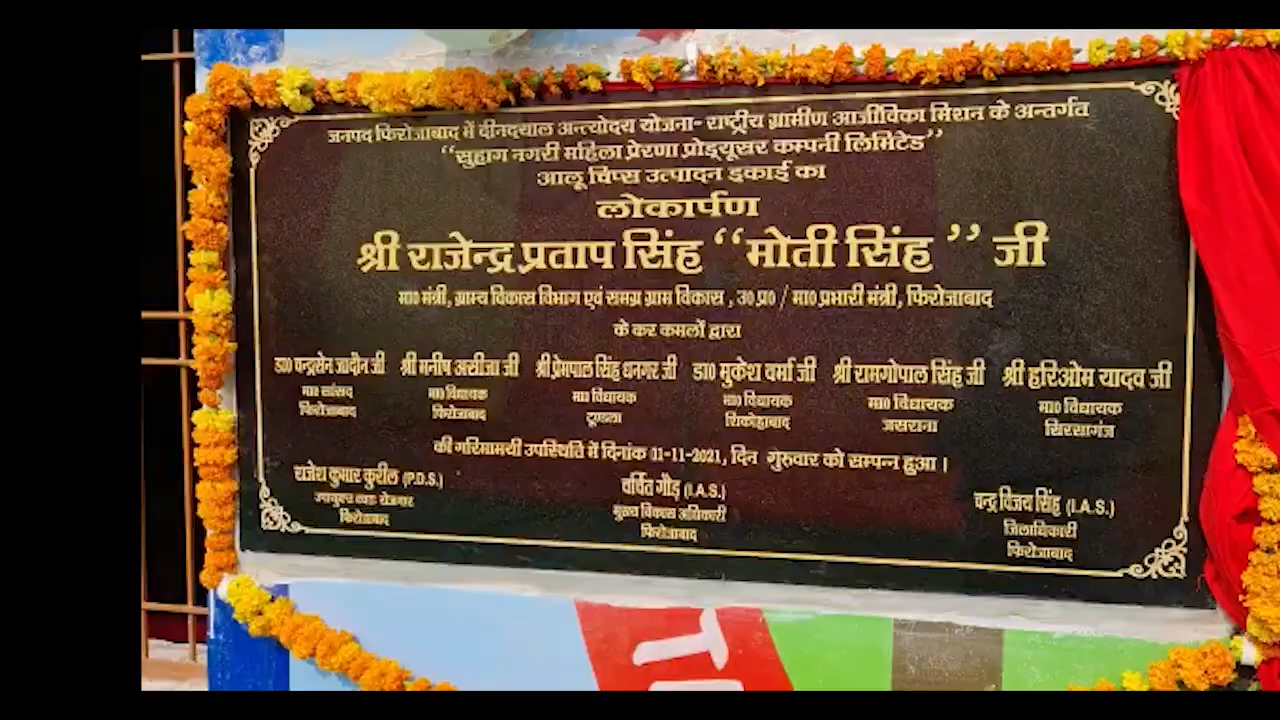 जनपद फिरोजाबाद में दीनदयाल अन्त्योदय योजना- राष्ट्रीय ग्रामीण आजीविका मिशन के अन्तर्गत
“सुहाग नगरी महिला प्रेरणा प्रोड्यूसर कम्पनी लिमिटेड”
आलू चिप्स उत्पादन इकाई का
लोकार्पण
श्री राजेन्द्र प्रताप सिंह “मोती सिंह ” जी
मा0 मंत्री, ग्राम्य विकास विभाग एवं समग्र ग्राम विकास , उ0 प्र0 / मा0 प्रभारी मंत्री, फिरोजाबाद
के कर कमलों द्वारा
डा0 चन्द्रसेन जादौन जी श्री मनीष असीजा जी श्री प्रेमपाल सिंह धनगर जी डा0 मुकेश वर्मा जी श्री रामगोपाल सिंह जी श्री हरिओम यादव जी
मा0 सांसद मा0 विधायक मा0 विधायक मा0 विधायक मा0 विधायक मा0 विधायक
फिरोजाबाद फिरोजाबाद टूण्डला शिकोहाबाद जसराना सिरसागंज
की गरिमामयी उपस्थिति में दिनांक 11-11-2021, दिन गुरुवार को सम्पन्न हुआ ।
राजेश कुमार कुरील (P.D.S.) चर्चित गौड़ (I.A.S.) चन्द्र विजय सिंह (I.A.S.)
उपायुक्त स्वतः रोजगार मुख्य विकास अधिकारी जिलाधिकारी
फिरोजाबाद फिरोजाबाद फिरोजाबाद